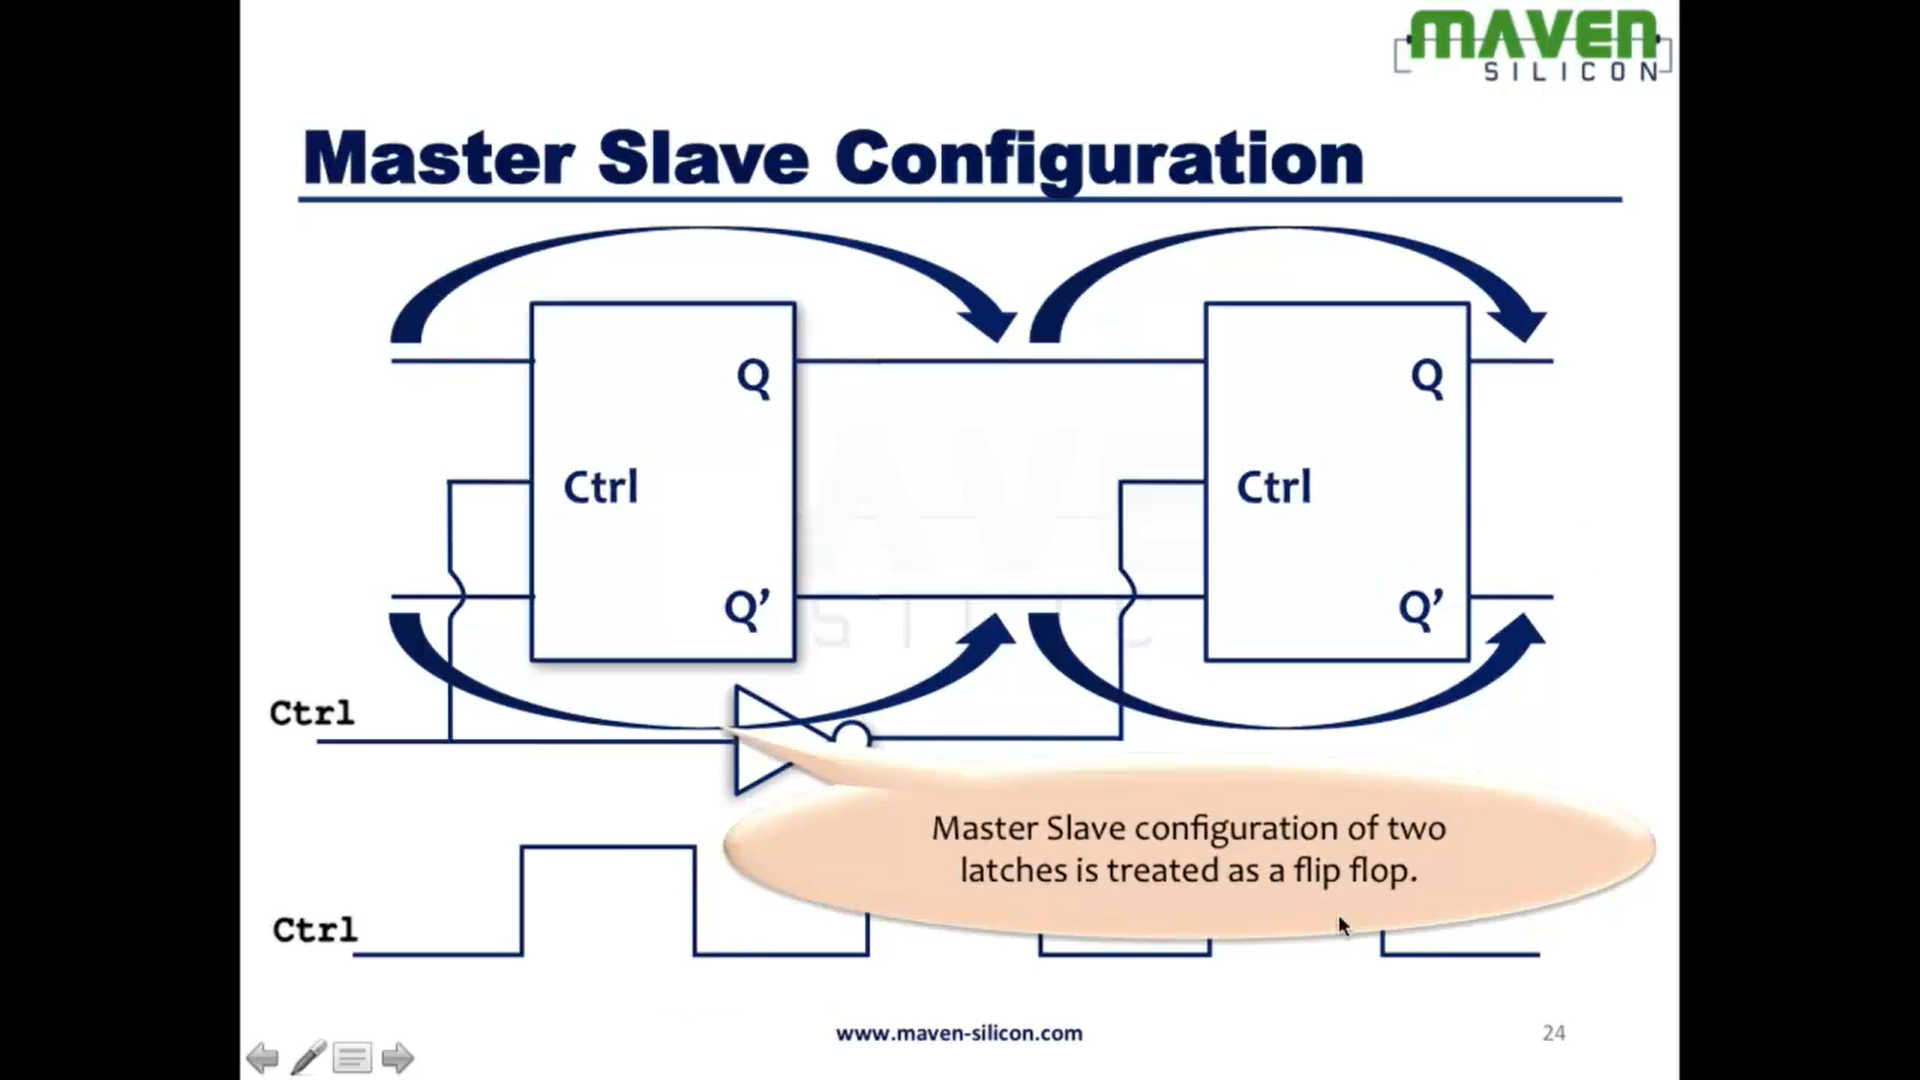 MAVEN
SILICON
Master Slave Configuration
Q
Q
Ctrl
Ctrl
Q’
Q’
Ctrl
Master Slave configuration of two
latches is treated as a flip flop.
Ctrl
www.maven-silicon.com
24